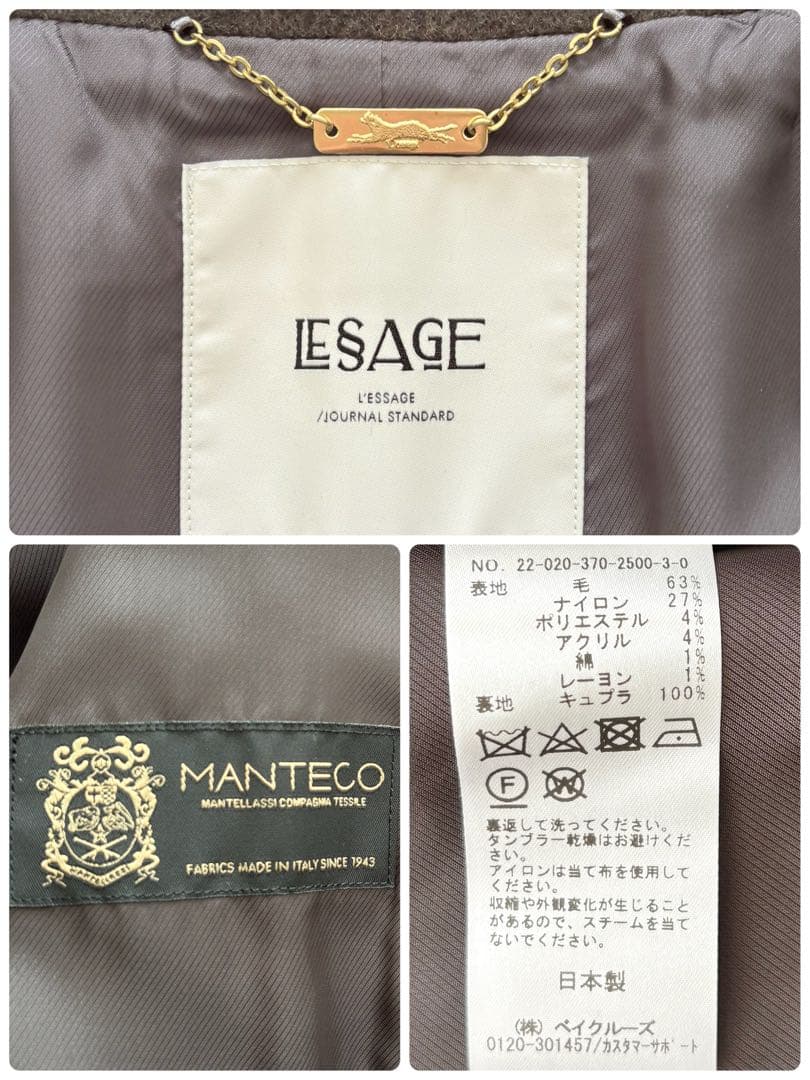 LESSAGE
L'ESSAGE
/JOURNAL STANDARD
MANTECO
MANTELLASSI COMPAGNIA TESSILE
FABRICS MADE IN ITALY SINCE 1943
NO. 22-020-370-2500-3-0
表地 毛 63%
ナイロン 27%
ポリエステル 4%
アクリル 4%
綿 1%
レーヨン 1%
裏地 キュプラ 100%
F W
裏返して洗ってください。
タンブラー乾燥はお避けくださ
い。
アイロンは当て布を使用して
ください。
収縮や外観変化が生じること
があるので、スチームを当て
ないでください。
日本製
(株) ベイクルーズ
0120-301457/カスタマーサポート